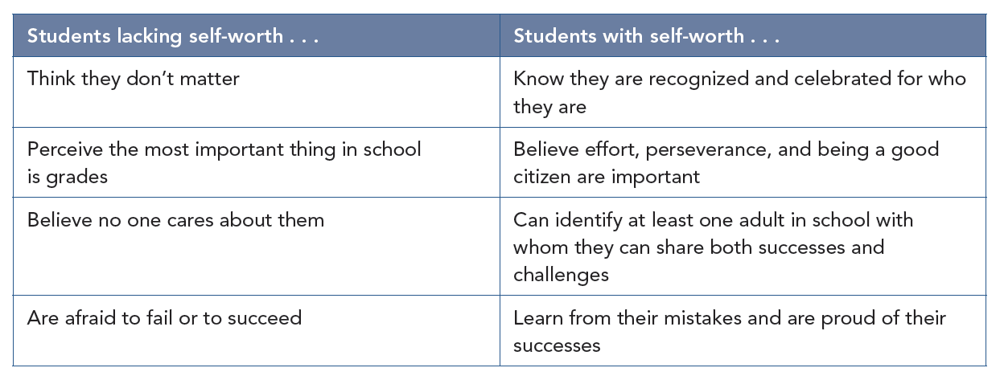 Students lacking self-worth . . .
Students with self-worth . . .
Think they don’t matter
Know they are recognized and celebrated for who
they are
Perceive the most important thing in school
is grades
Believe effort, perseverance, and being a good
citizen are important
Believe no one cares about them
Can identify at least one adult in school with
whom they can share both successes and
challenges
Are afraid to fail or to succeed
Learn from their mistakes and are proud of their
successes